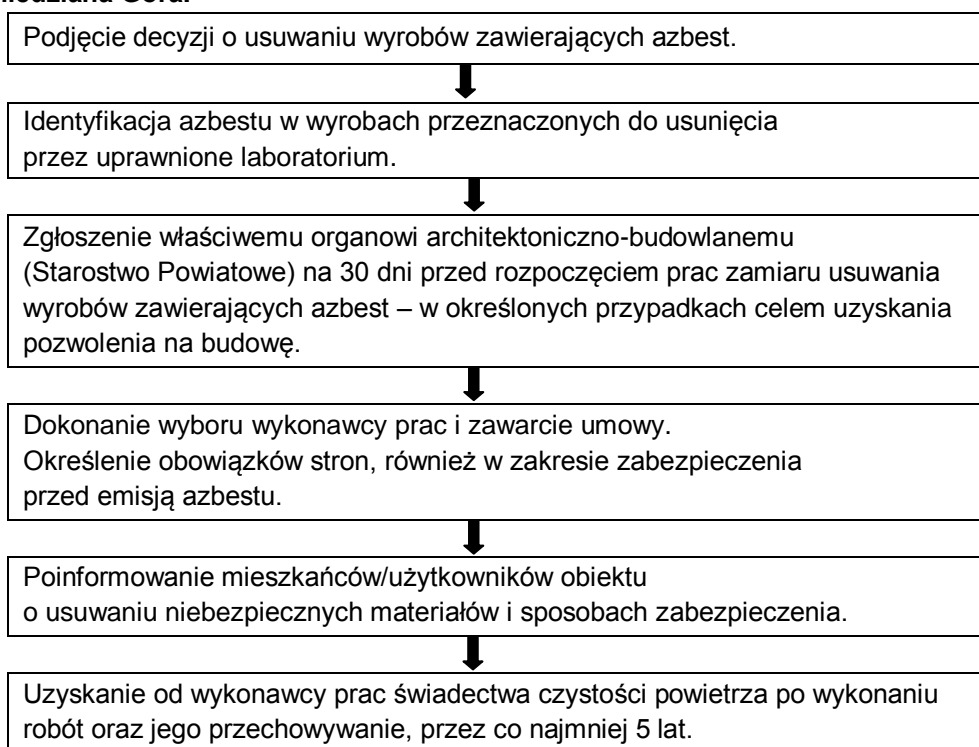 Podjęcie decyzji o usuwaniu wyrobów zawierających azbest.
Identyfikacja azbestu w wyrobach przeznaczonych do usunięcia
przez uprawnione laboratorium.
Zgłoszenie właściwemu organowi architektoniczno-budowlanemu
(Starostwo Powiatowe) na 30 dni przed rozpoczęciem prac zamiaru usuwania
wyrobów zawierających azbest – w określonych przypadkach celem uzyskania
pozwolenia na budowę.
Dokonanie wyboru wykonawcy prac i zawarcie umowy.
Określenie obowiązków stron, również w zakresie zabezpieczenia
przed emisją azbestu.
Poinformowanie mieszkańców/użytkowników obiektu
o usuwaniu niebezpiecznych materiałów i sposobach zabezpieczenia.
Uzyskanie od wykonawcy prac świadectwa czystości powietrza po wykonaniu
robót oraz jego przechowywanie, przez co najmniej 5 lat.